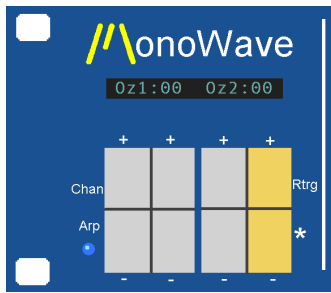 MonoWave
Oz1:00 Oz2:00
+ + + +
Chan
Rtrg
Arp
*
- - - -